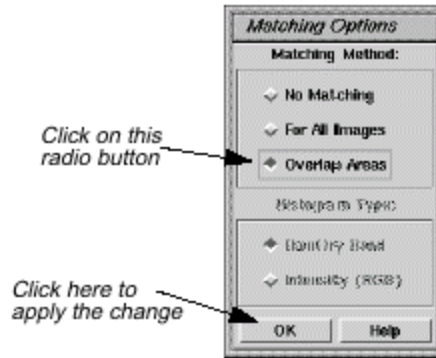 Matching Options
Matching Method:
No Matching
For All Images
Click on this
radio button
Overlap Areas
Histogram Type:
Band By Band
Intensity (RGB)
Click here to
apply the change
OK
Help